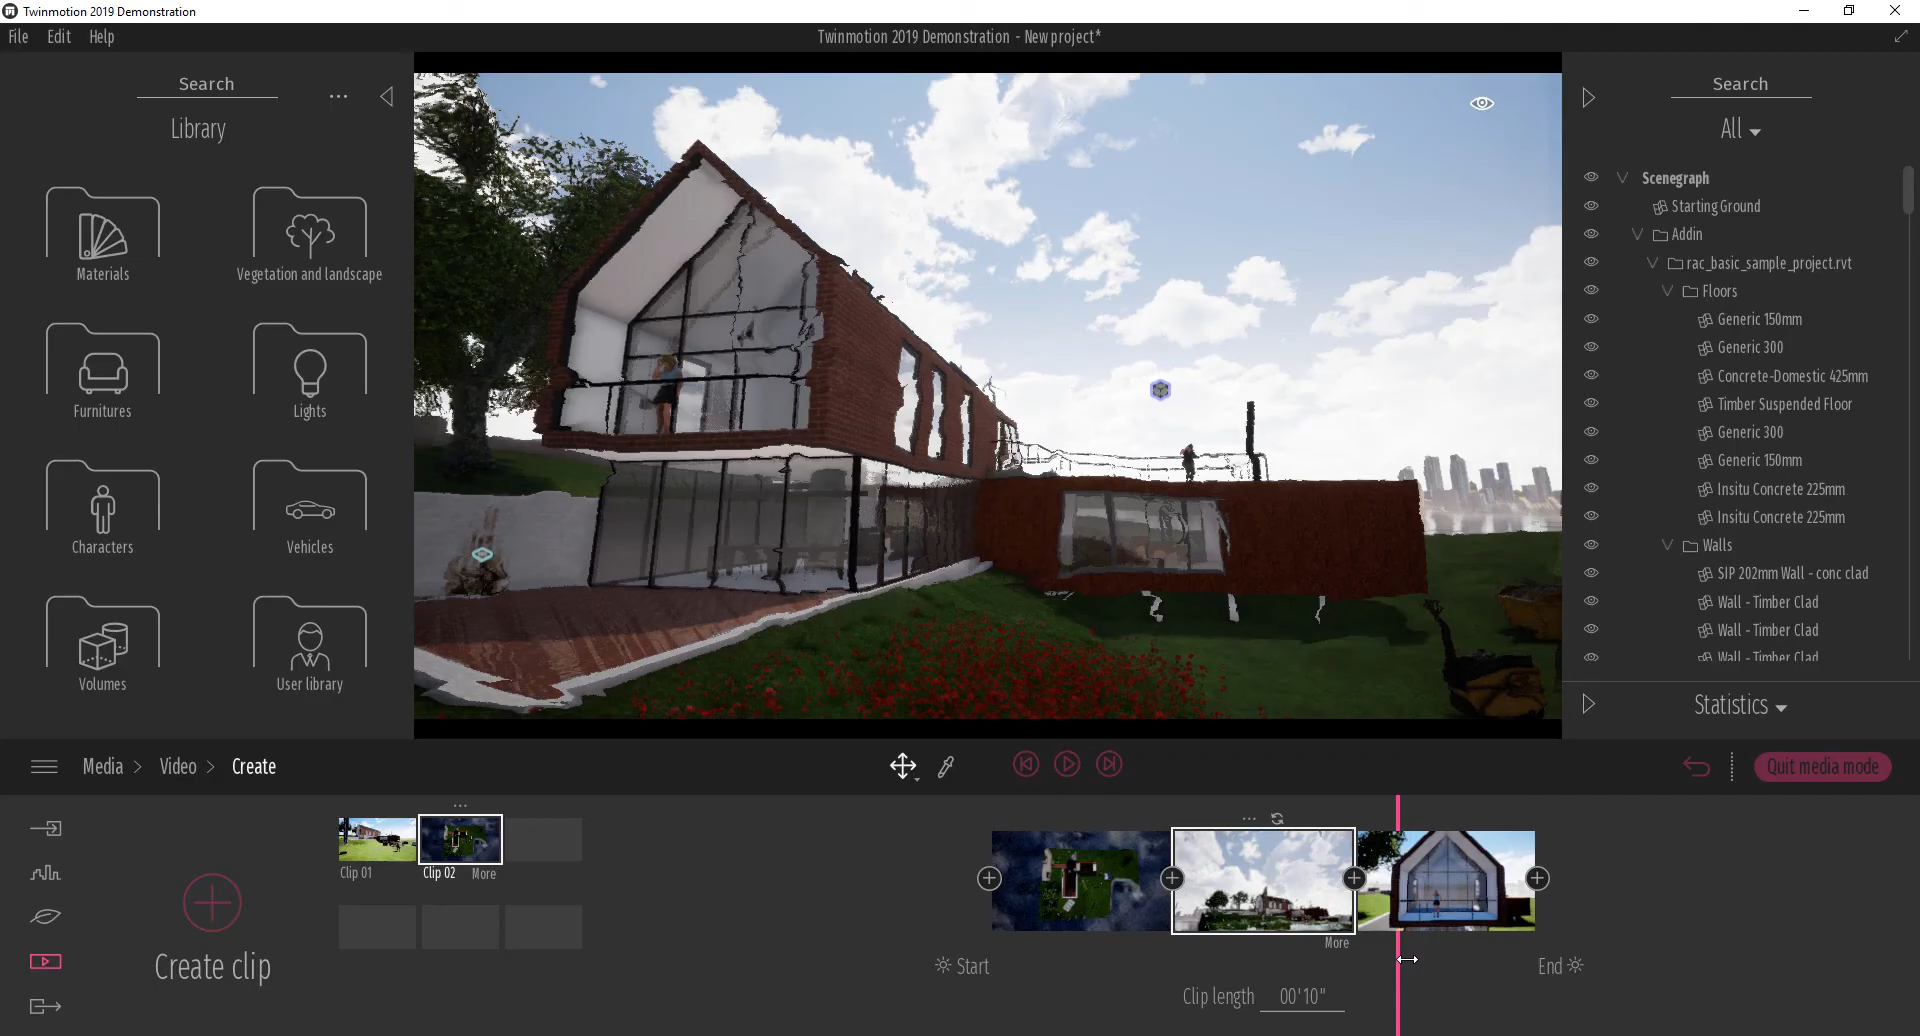 Twinmotion 2019 Demonstration
File Edit Help
Twinmotion 2019 Demonstration - New project*
Search
Library
Materials
Vegetation and landscape
Furnitures
Lights
Characters
Vehicles
Volumes
User library
Search
All
Scenegraph
Starting Ground
Addin
rac_basic_sample_project.rvt
Floors
Generic 150mm
Generic 300
Concrete-Domestic 425mm
Timber Suspended Floor
Generic 300
Generic 150mm
Insitu Concrete 225mm
Insitu Concrete 225mm
Walls
SIP 202mm Wall - conc clad
Wall - Timber Clad
Wall - Timber Clad
Wall - Timber Clad
Statistics
Media > Video > Create
Quit media mode
Create clip
Clip 01
Clip 02 More
More
Start
End
Clip length 00'10"